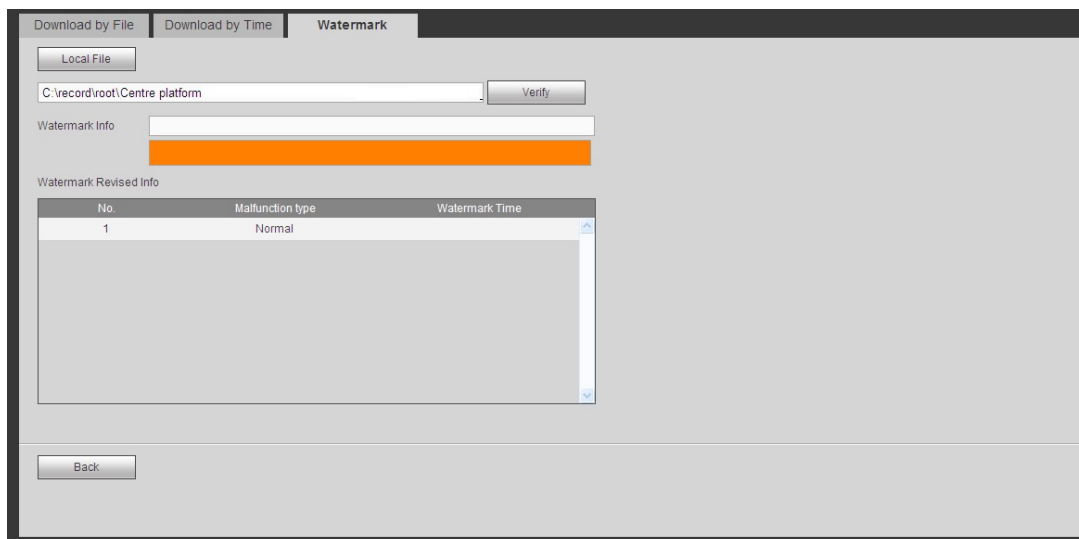 Download by File Download by Time Watermark
Local File
C:\record\root\Centre platform Verify
Watermark Info
Watermark Revised Info
No. Malfunction type Watermark Time
1 Normal
Back